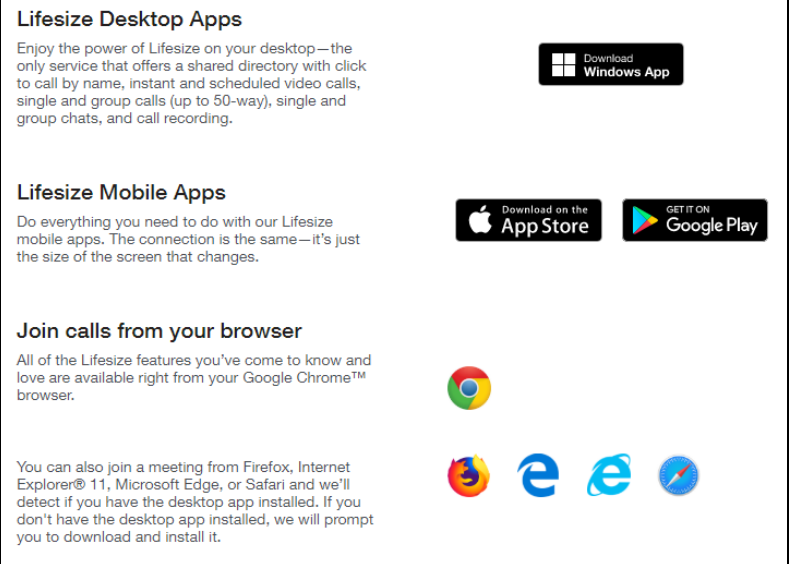 Lifesize Desktop Apps
Enjoy the power of Lifesize on your desktop—the
only service that offers a shared directory with click
to call by name, instant and scheduled video calls,
single and group calls (up to 50-way), single and
group chats, and call recording.
Download
Windows App
Lifesize Mobile Apps
Do everything you need to do with our Lifesize
mobile apps. The connection is the same—it’s just
the size of the screen that changes.
Download on the
App Store
GET IT ON
Google Play
Join calls from your browser
All of the Lifesize features you’ve come to know and
love are available right from your Google Chrome™
browser.
You can also join a meeting from Firefox, Internet
Explorer® 11, Microsoft Edge, or Safari and we’ll
detect if you have the desktop app installed. If you
don't have the desktop app installed, we will prompt
you to download and install it.